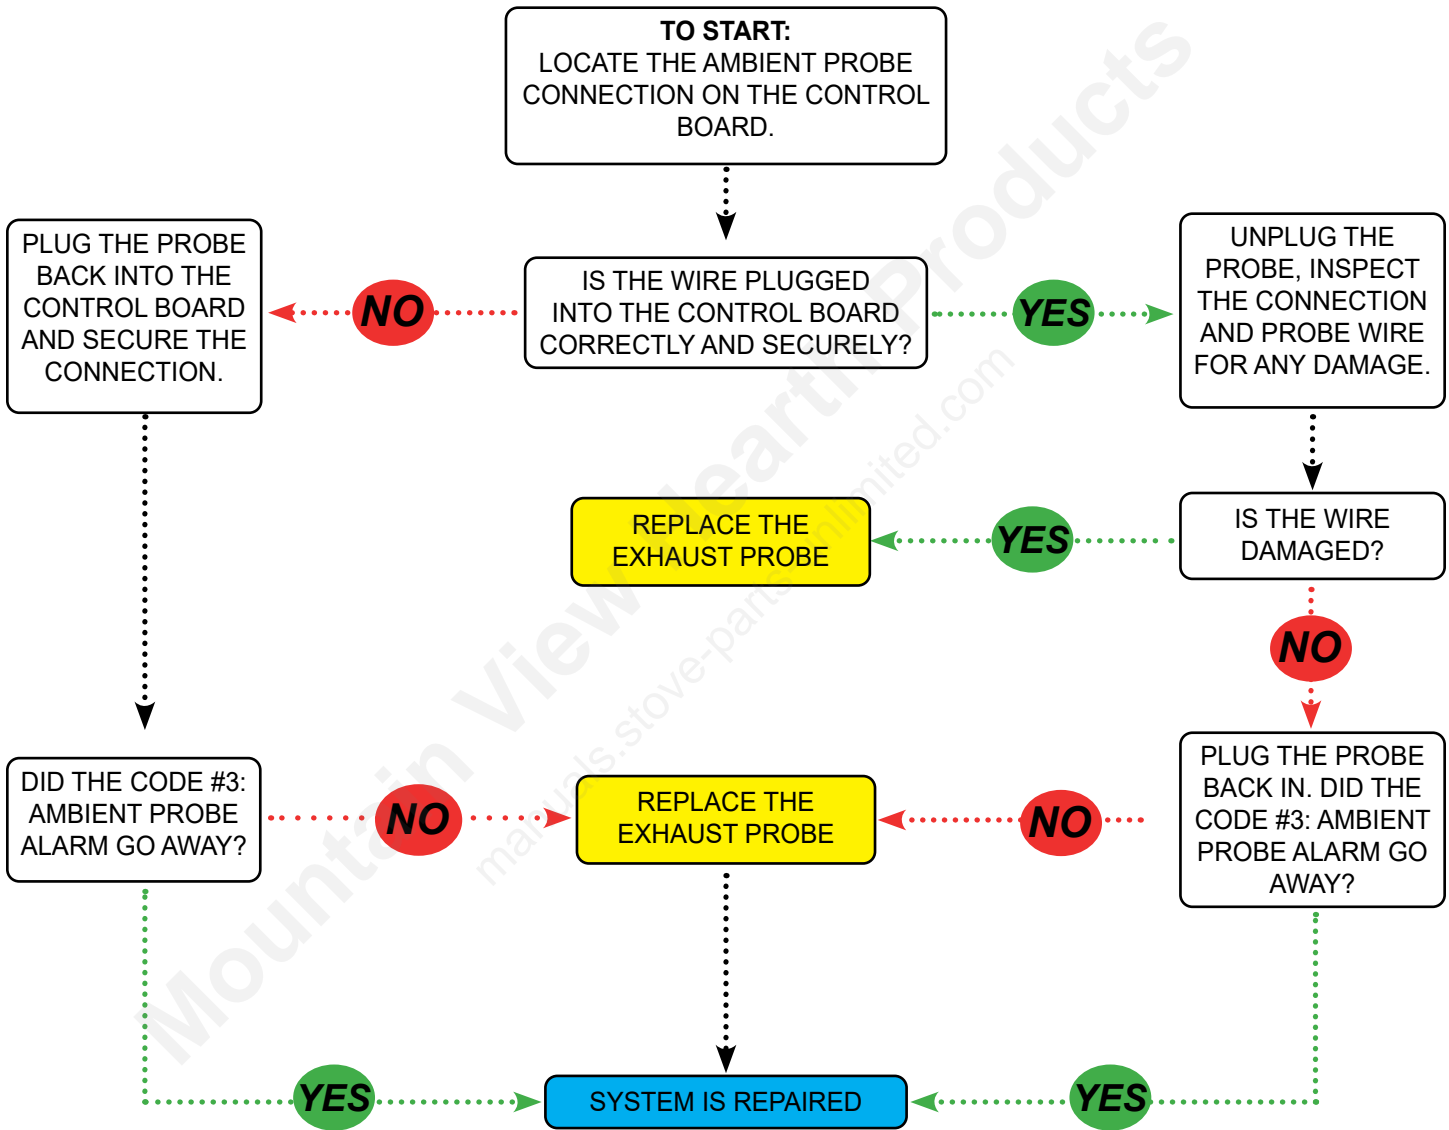 TO START:
LOCATE THE AMBIENT PROBE
CONNECTION ON THE CONTROL
BOARD.
PLUG THE PROBE
BACK INTO THE
CONTROL BOARD
AND SECURE THE
CONNECTION.
NO
IS THE WIRE PLUGGED
INTO THE CONTROL BOARD
CORRECTLY AND SECURELY?
YES
UNPLUG THE
PROBE, INSPECT
THE CONNECTION
AND PROBE WIRE
FOR ANY DAMAGE.
REPLACE THE
EXHAUST PROBE
YES
IS THE WIRE
DAMAGED?
NO
DID THE CODE #3:
AMBIENT PROBE
ALARM GO AWAY?
NO
REPLACE THE
EXHAUST PROBE
NO
PLUG THE PROBE
BACK IN. DID THE
CODE #3: AMBIENT
PROBE ALARM GO
AWAY?
YES
SYSTEM IS REPAIRED
YES
Mountain View Hearth Products
manuals.stove-parts-unlimited.com